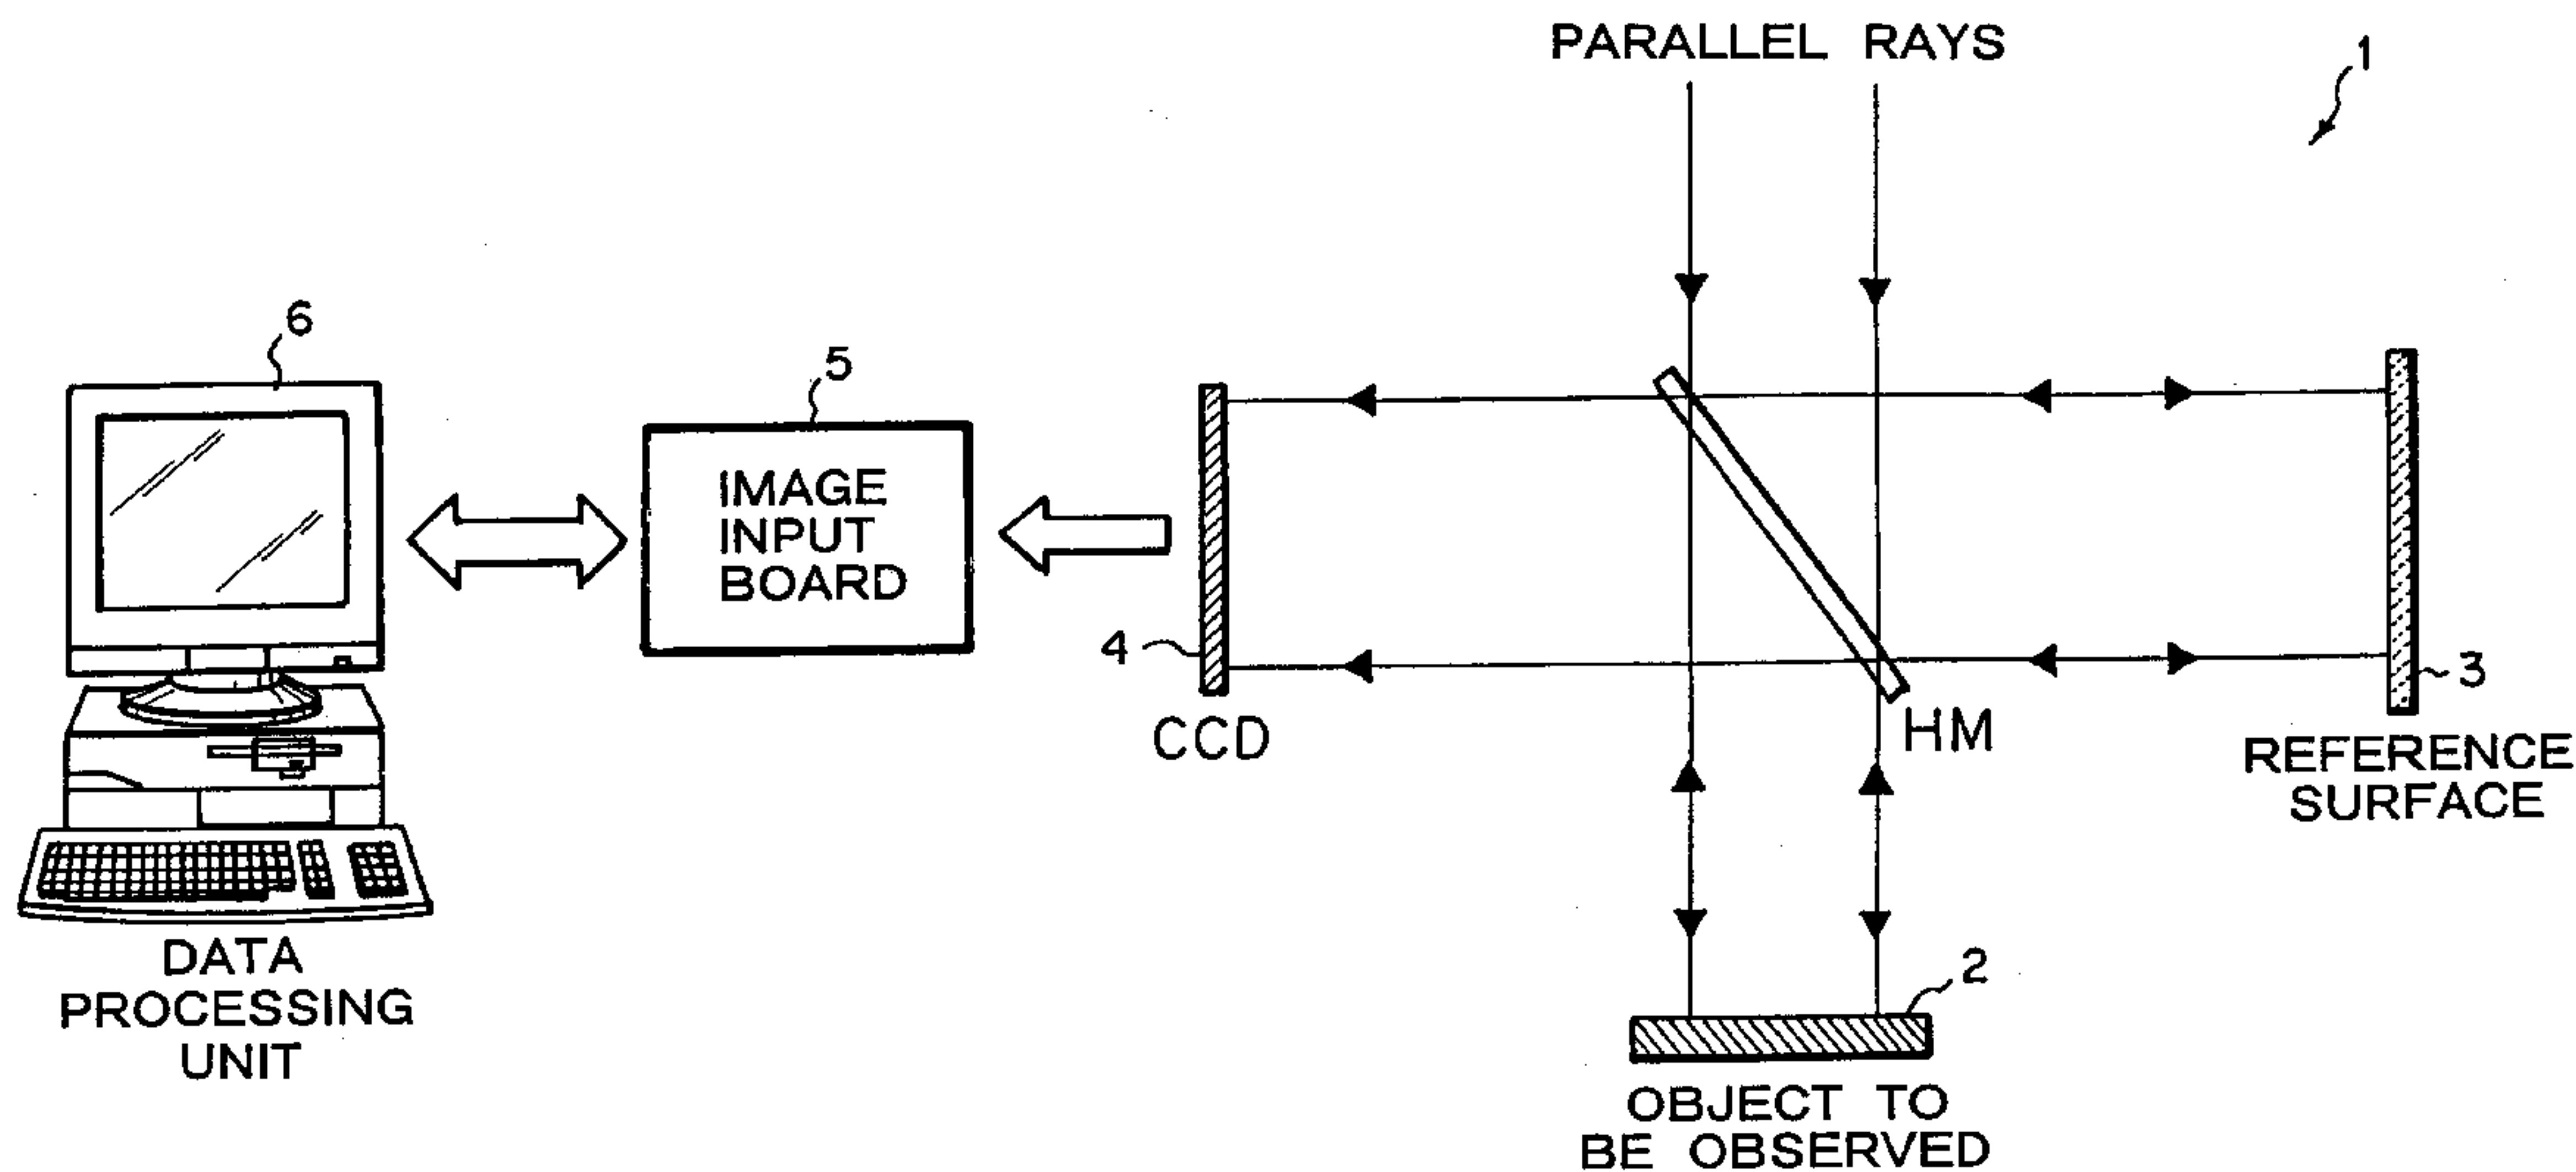 PARALLEL RAYS
1
6
5
IMAGE
INPUT
BOARD
4
CCD
HM
3
REFERENCE
SURFACE
2
DATA
PROCESSING
UNIT
OBJECT TO
BE OBSERVED